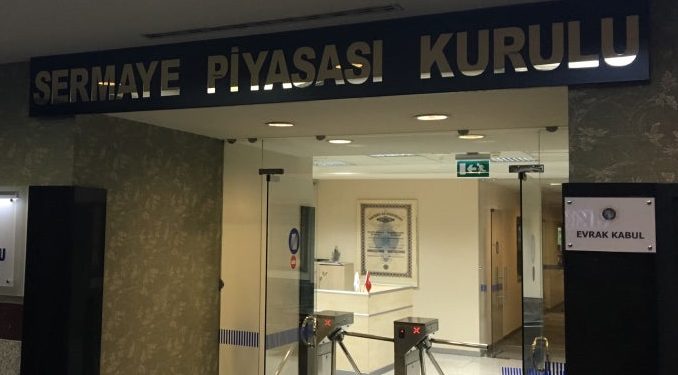 SERMAYE PİYASASI KURULU
EVRAK KABUL